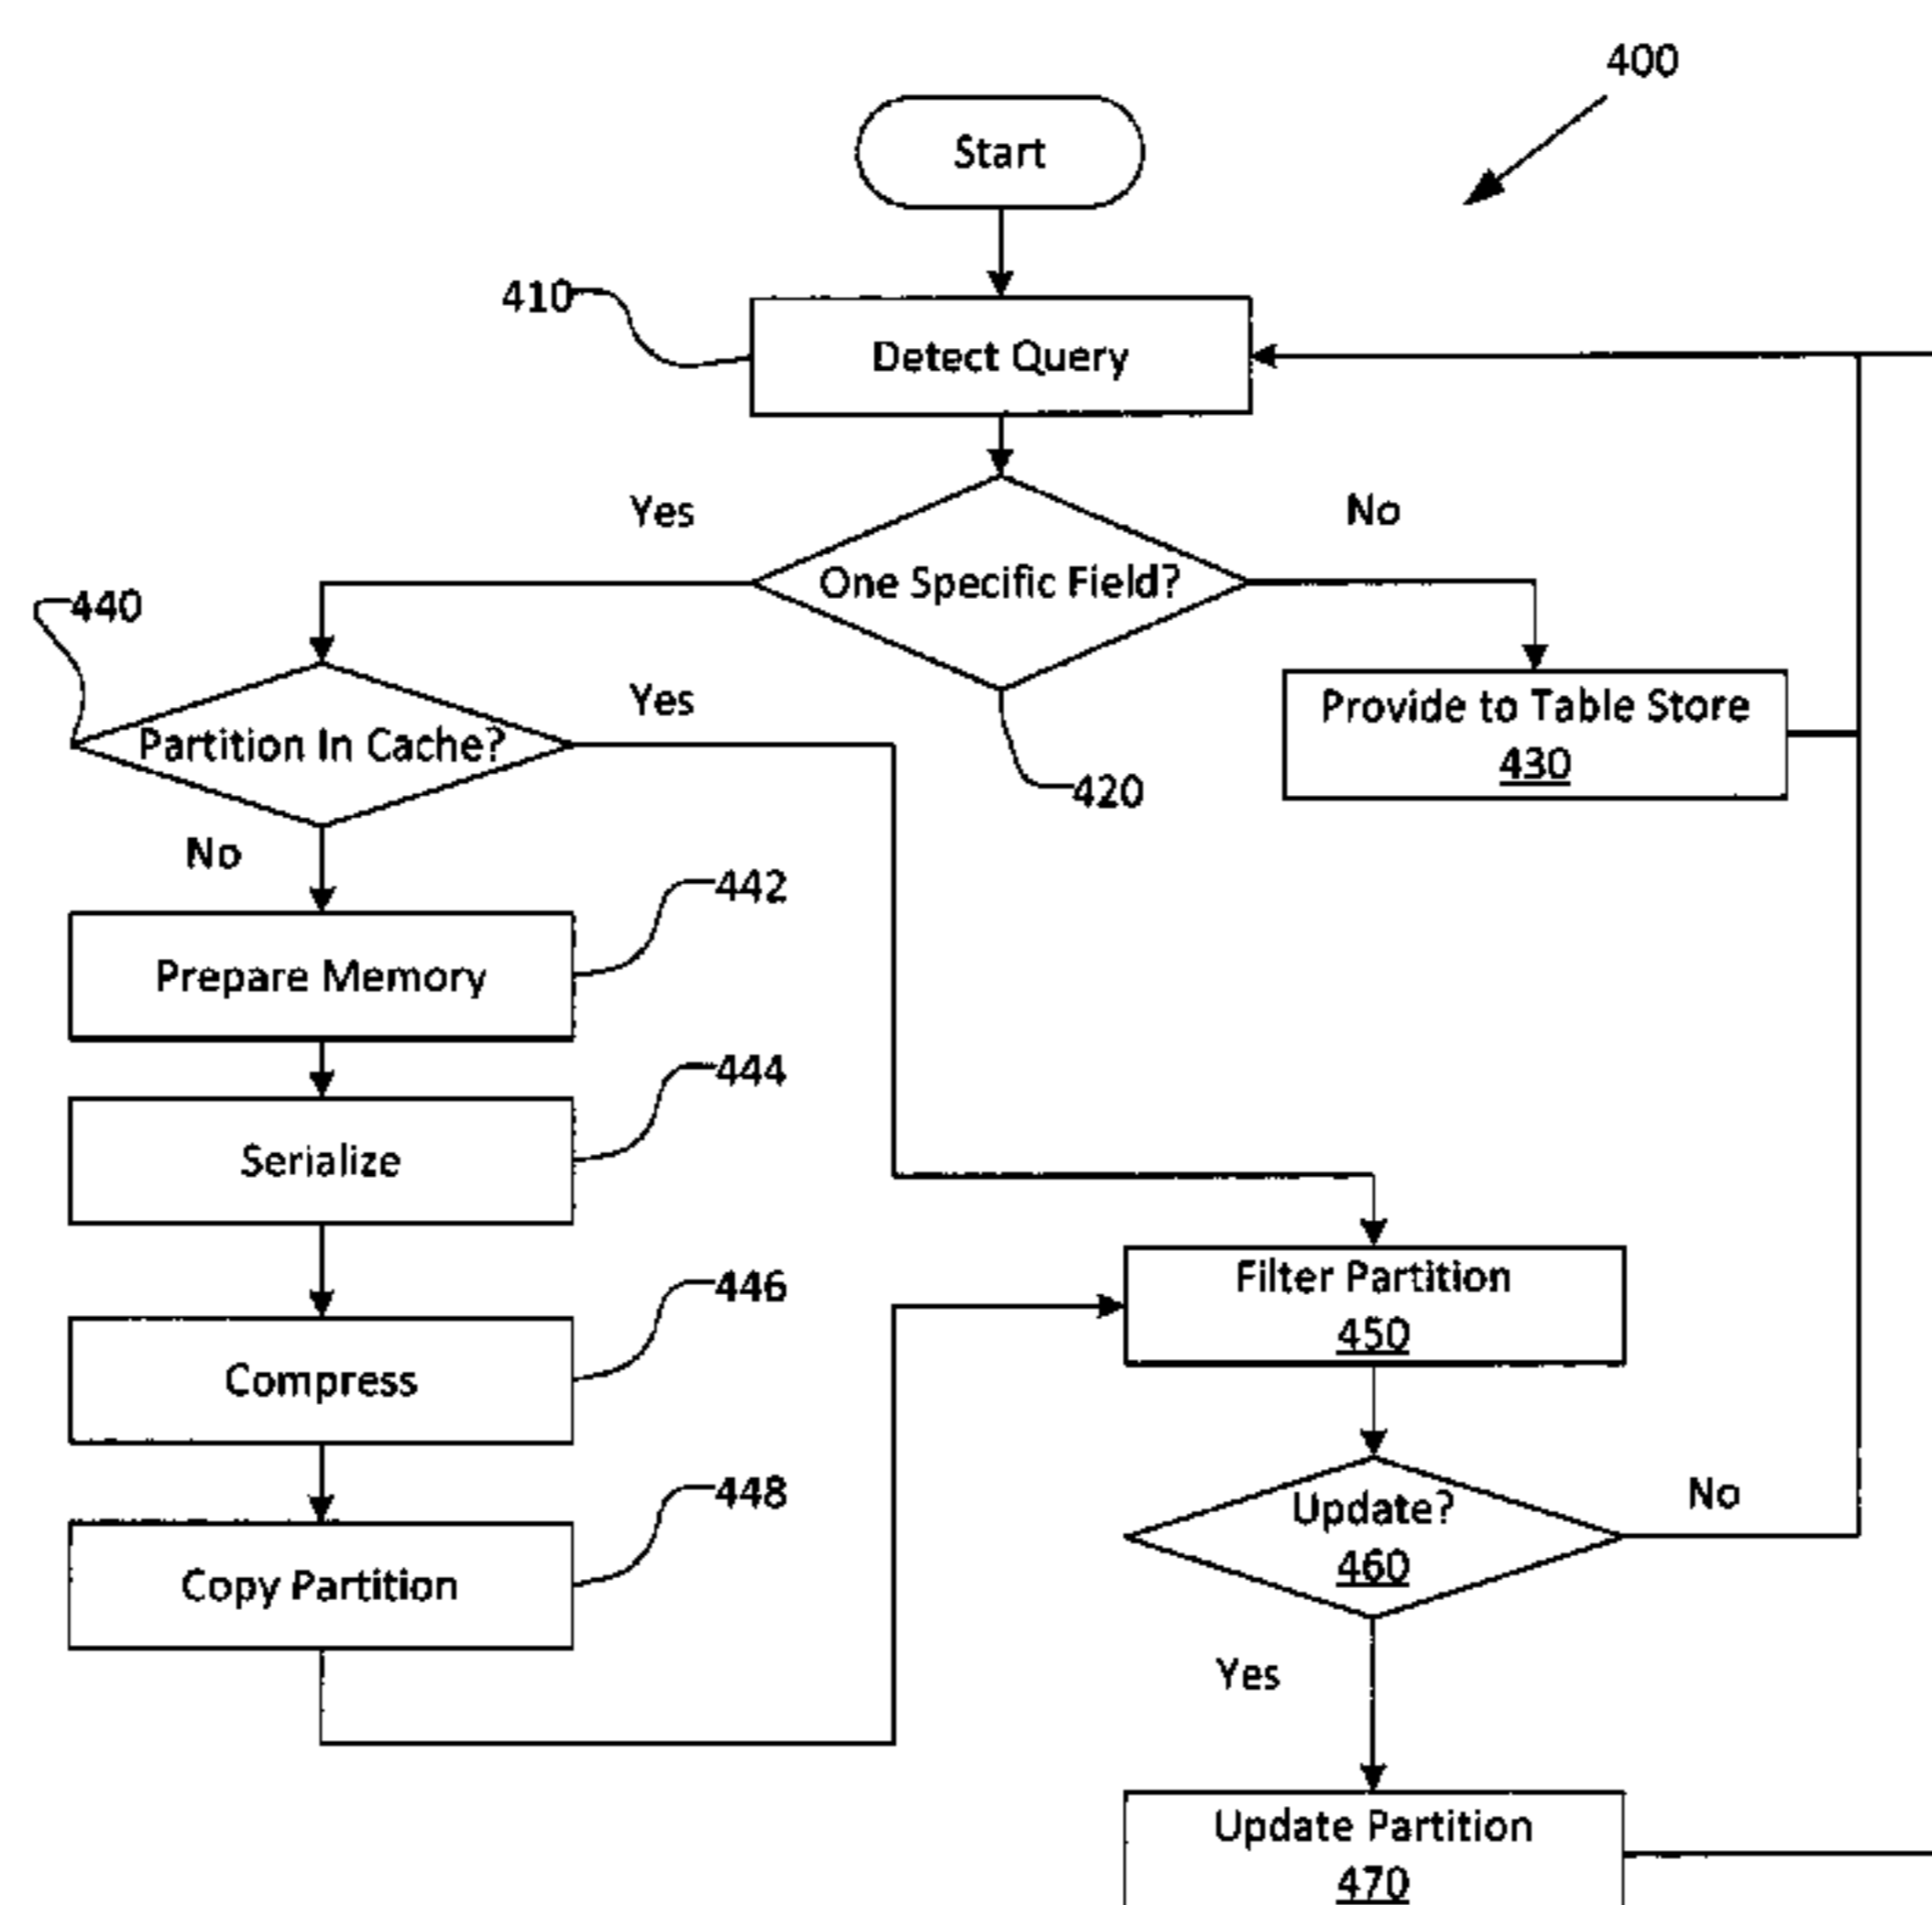 400
Start
410
Detect Query
Yes
No
One Specific Field?
440
Yes
Provide to Table Store
430
Partition In Cache?
420
No
442
Prepare Memory
444
Serialize
Filter Partition
450
446
Compress
448
Update?
460
No
Copy Partition
Yes
Update Partition
470